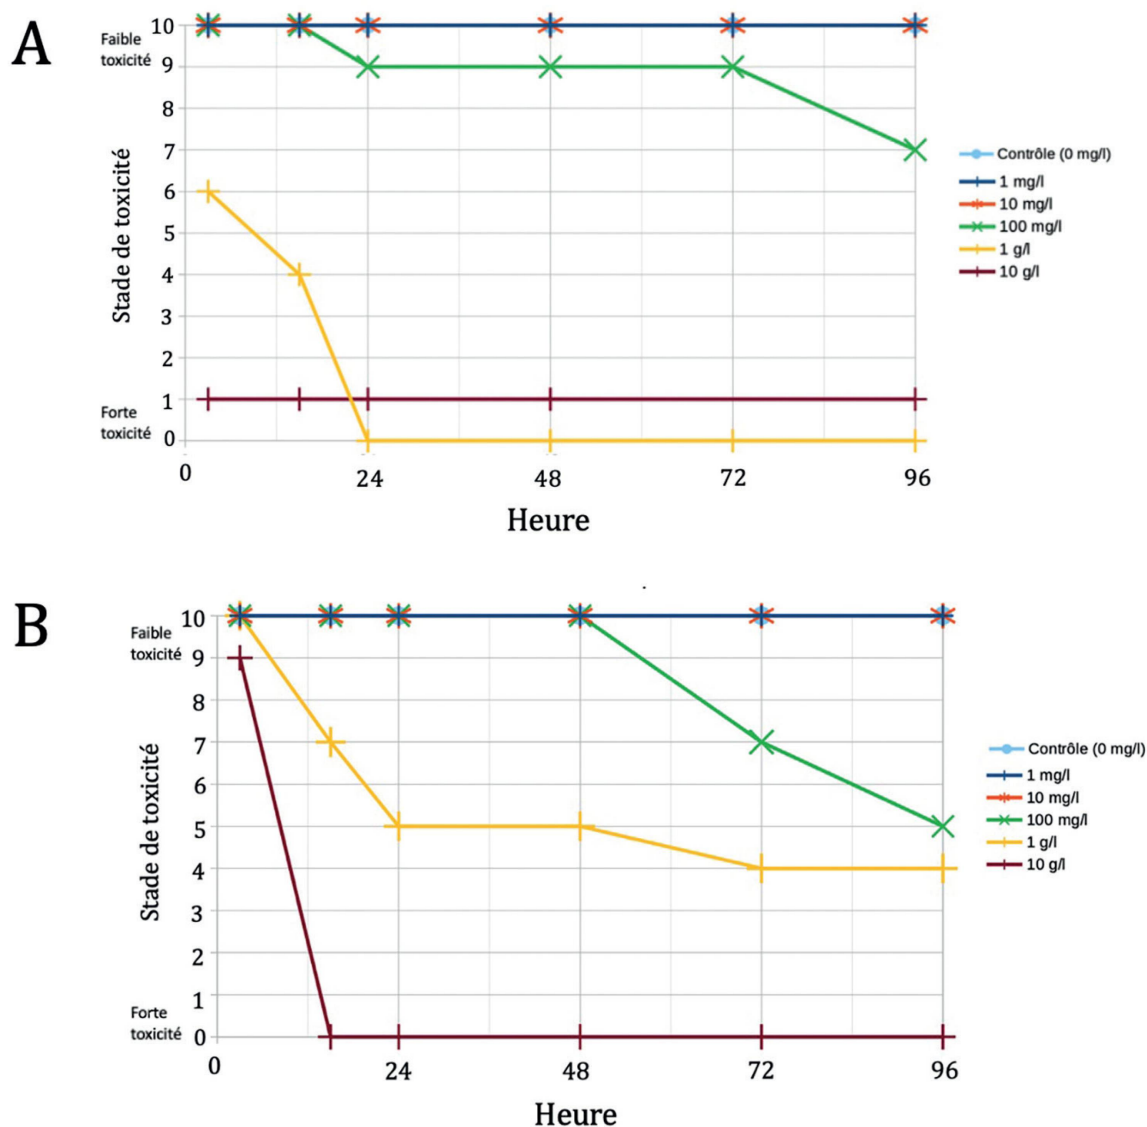 A
10
Faible
toxicité
9
8
7
6
5
4
3
2
1
Forte
toxicité
0
Stade de toxicité
0
24
48
72
96
Heure
Contrôle (0 mg/l)
1 mg/l
10 mg/l
100 mg/l
1 g/l
10 g/l
B
10
Faible
toxicité
9
8
7
6
5
4
3
2
1
Forte
toxicité
0
Stade de toxicité
0
24
48
72
96
Heure
Contrôle (0 mg/l)
1 mg/l
10 mg/l
100 mg/l
1 g/l
10 g/l